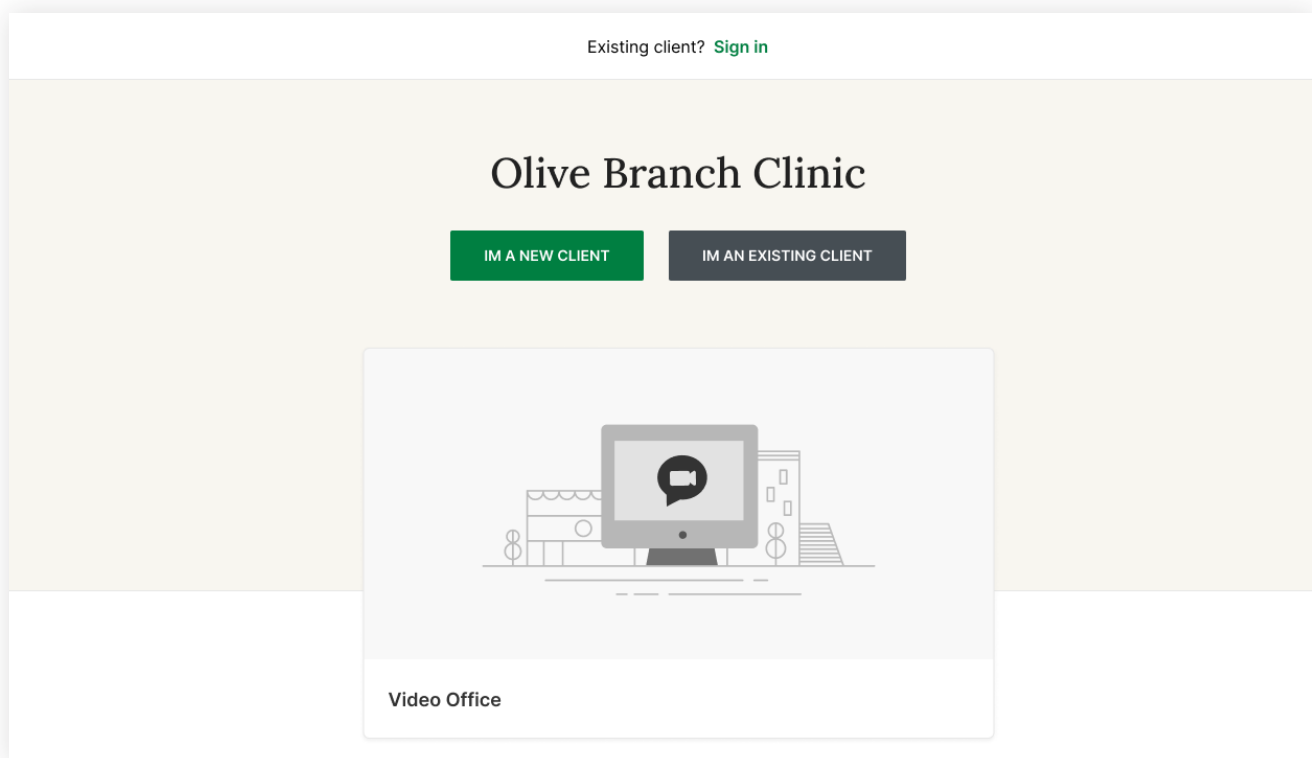 Existing client? Sign in
Olive Branch Clinic
IM A NEW CLIENT
IM AN EXISTING CLIENT
Video Office